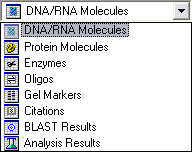 DNA/RNA Molecules
DNA/RNA Molecules
Protein Molecules
Enzymes
Oligos
Gel Markers
Citations
BLAST Results
Analysis Results